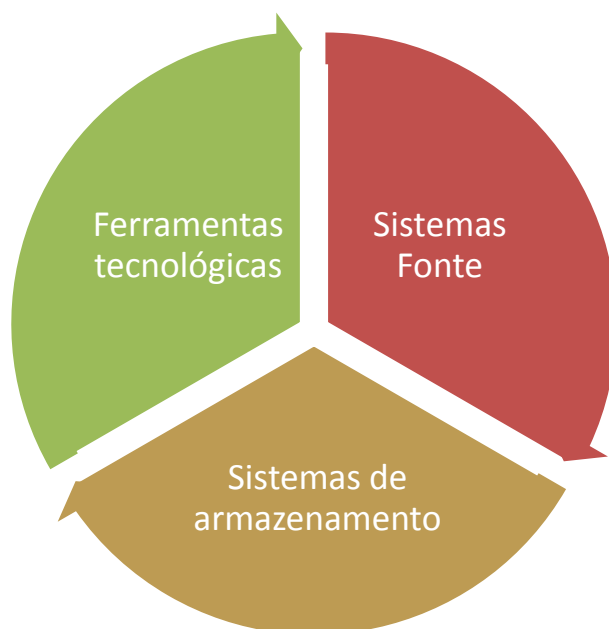 Ferramentas
tecnológicas
Sistemas
Fonte
Sistemas de
armazenamento